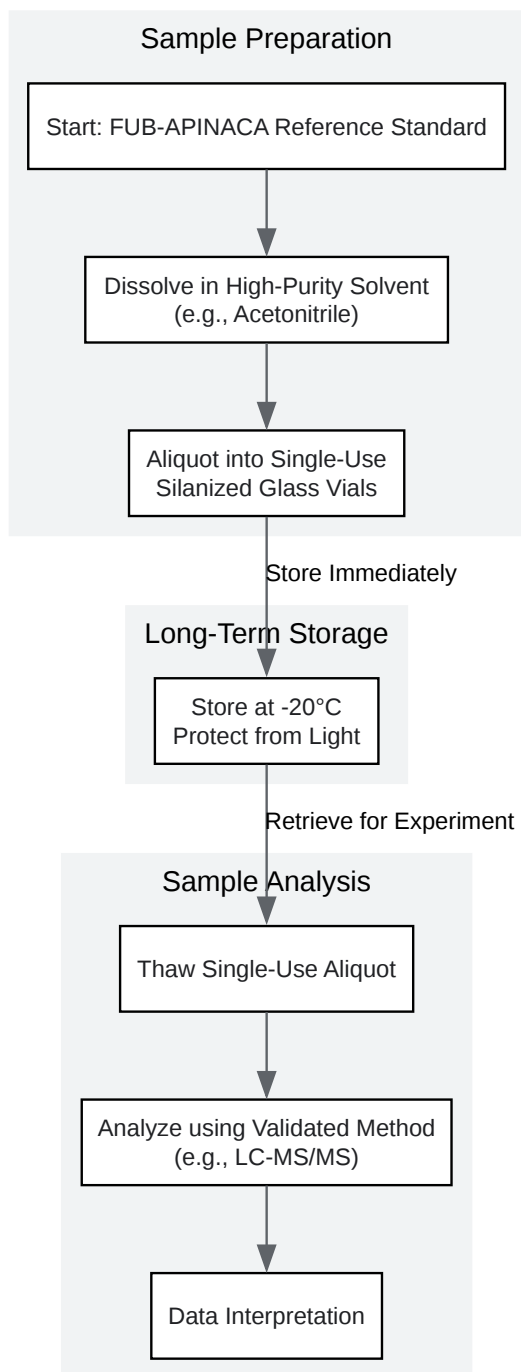 Sample Preparation
Start: FUB-APINACA Reference Standard
Dissolve in High-Purity Solvent
(e.g., Acetonitrile)
Aliquot into Single-Use
Silanized Glass Vials
Store Immediately
Long-Term Storage
Store at -20°C
Protect from Light
Retrieve for Experiment
Sample Analysis
Thaw Single-Use Aliquot
Analyze using Validated Method
(e.g., LC-MS/MS)
Data Interpretation